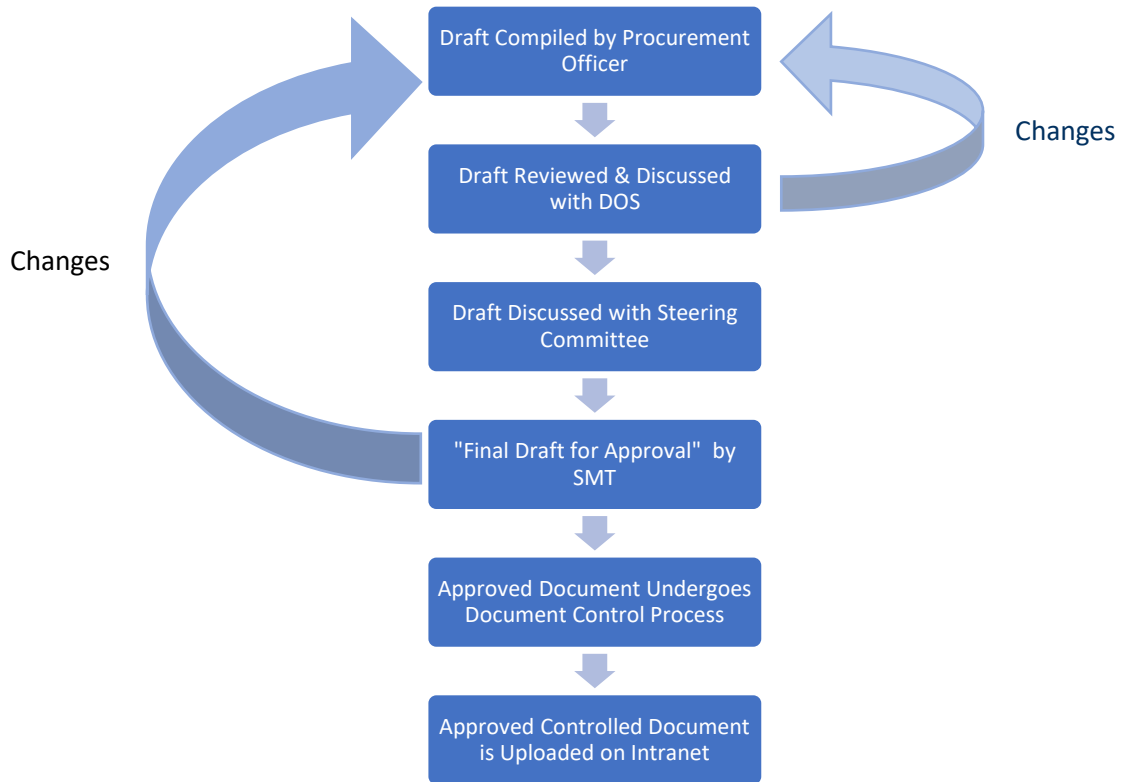 Draft Compiled by Procurement
Officer
Changes
Draft Reviewed & Discussed
with DOS
Changes
Draft Discussed with Steering
Committee
"Final Draft for Approval"  by
SMT
Approved Document Undergoes
Document Control Process
Approved Controlled Document
is Uploaded on Intranet